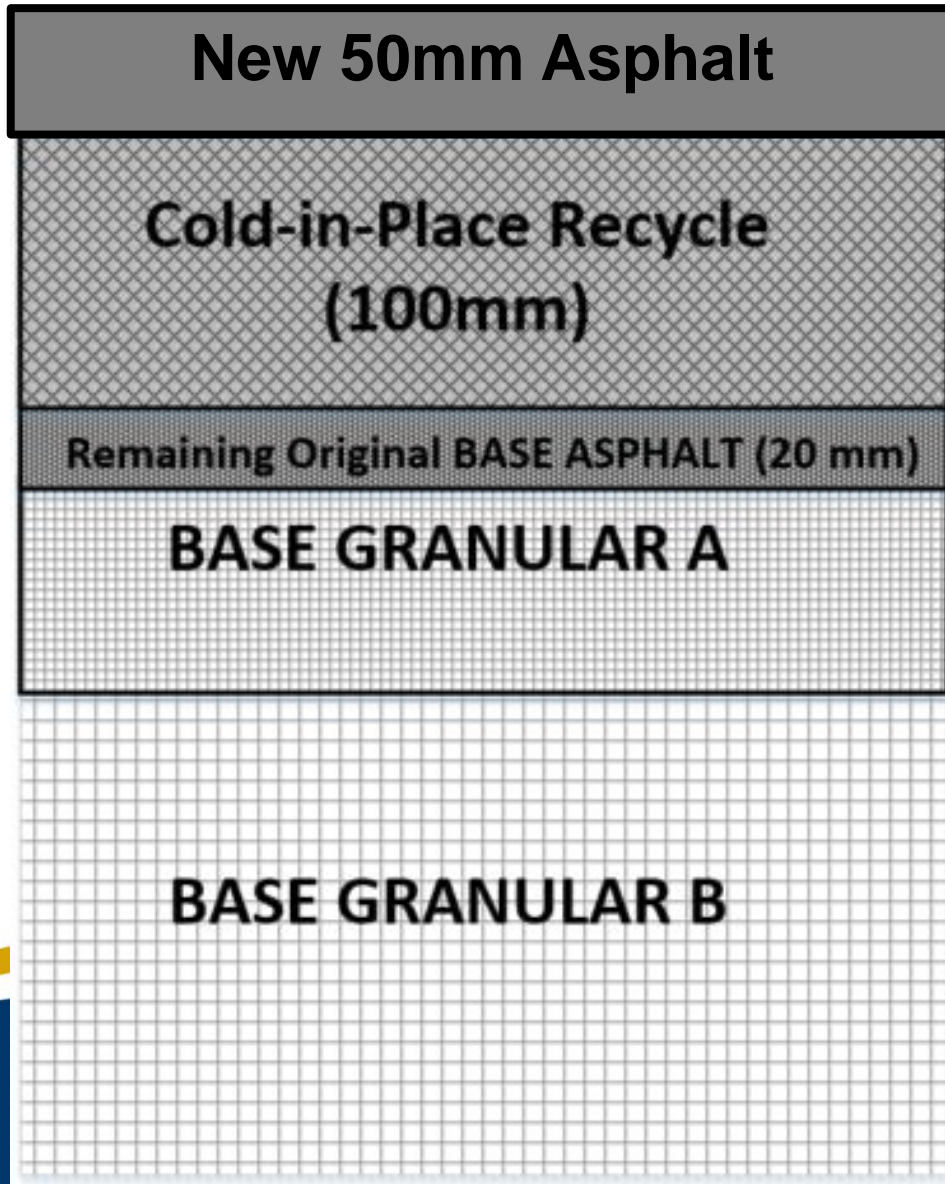 New 50mm Asphalt
Cold-in-Place Recycle
(100mm)
Remaining Original BASE ASPHALT (20 mm)
BASE GRANULAR A
BASE GRANULAR B